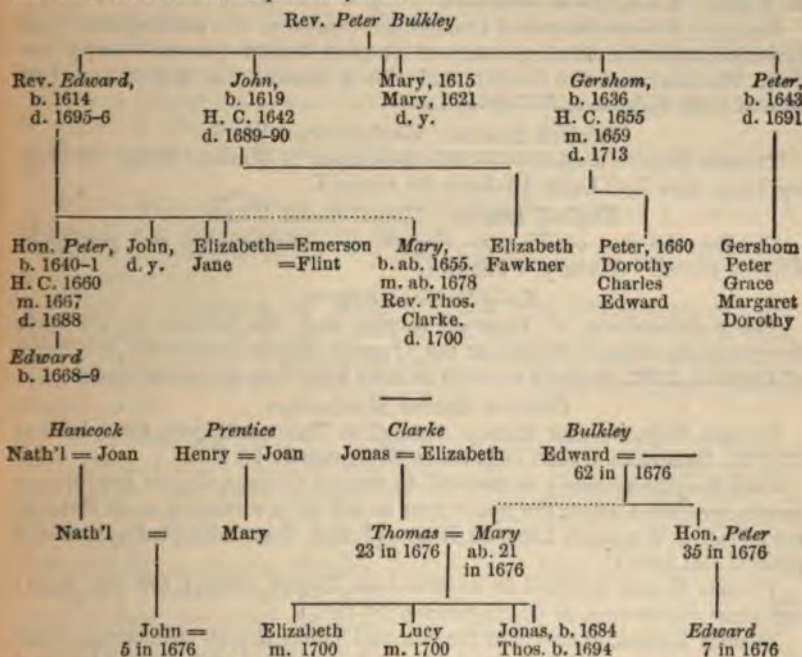 Rev. Peter Bulkley
Rev. Edward, John, Mary, 1615 Gershom, Peter,
b. 1614 b. 1619 Mary, 1621 b. 1636 b. 1643
d. 1695-6 H. C. 1642 d. y. H. C. 1655 d. 1691
d. 1689-90 m. 1659
d. 1713
Hon. Peter, John, Elizabeth=Emerson Mary, Elizabeth Peter, 1660 Gershom
b. 1640-1 d. y. Jane =Flint b. ab. 1655. Fawkner Dorothy Peter
H. C. 1660 m. ab. 1678 Charles Grace
m. 1667 Rev. Thos. Edward Margaret
d. 1688 Clarke. Dorothy
d. 1700
Edward
b. 1668-9
Hancock Prentice Clarke Bulkley
Nath'l = Joan Henry = Joan Jonas = Elizabeth Edward = ——
62 in 1676
Nath'l = Mary Thomas = Mary Hon. Peter
23 in 1676 ab. 21 35 in 1676
in 1676
John = Elizabeth Lucy Jonas, b. 1684 Edward
5 in 1676 m. 1700 m. 1700 Thos. b. 1694 7 in 1676